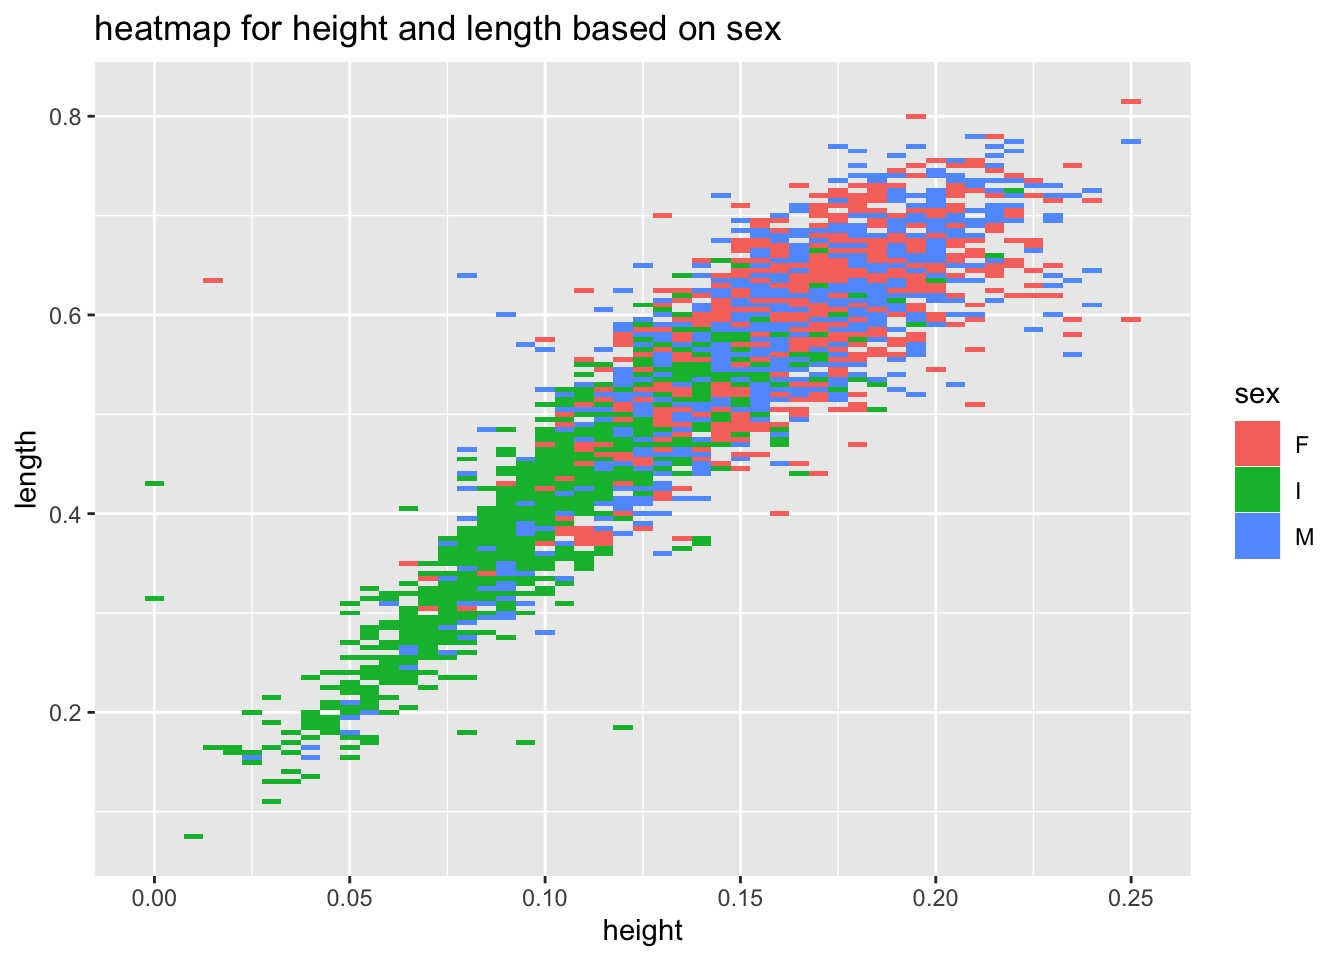 heatmap for height and length based on sex
0.8
0.6
0.4
0.2
length
0.00 0.05 0.10 0.15 0.20 0.25
height
sex
F
I
M